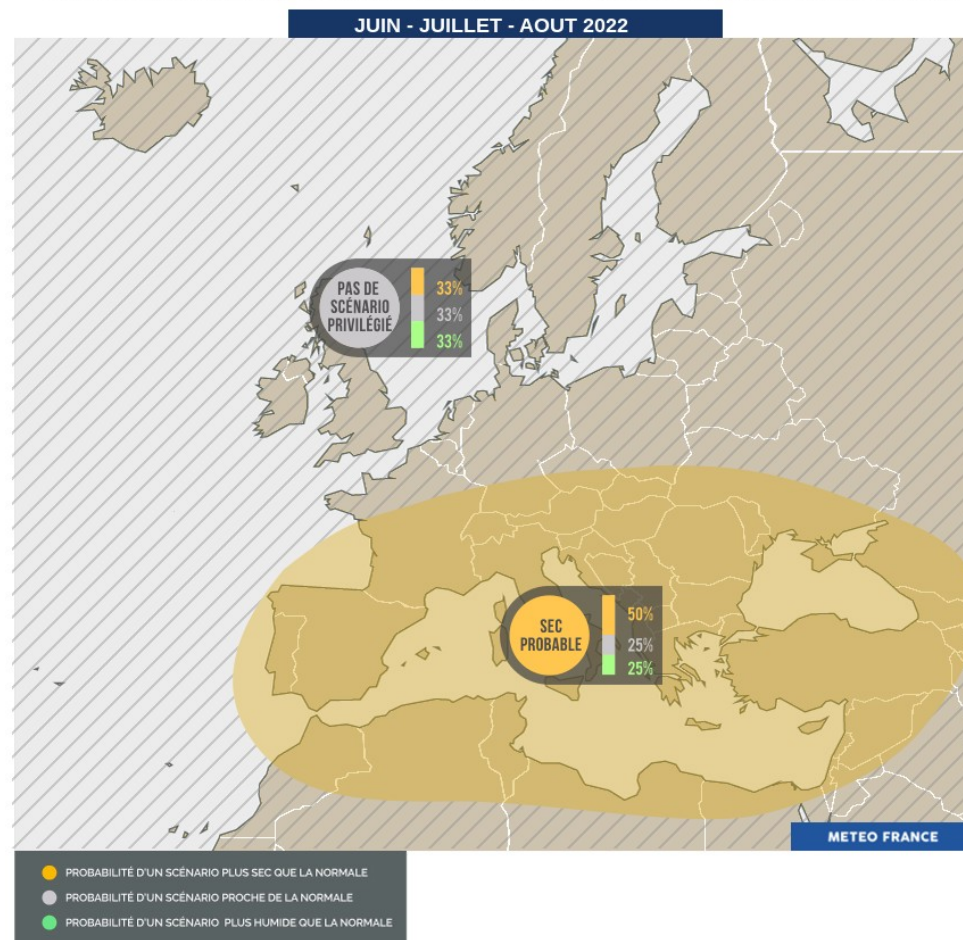 JUIN - JUILLET - AOUT 2022
PAS DE
SCÉNARIO
PRIVILÉGIÉ
33%
33%
33%
SEC
PROBABLE
50%
25%
25%
METEO FRANCE
PROBABILITÉ D'UN SCÉNARIO PLUS SEC QUE LA NORMALE
PROBABILITÉ D'UN SCÉNARIO PROCHE DE LA NORMALE
PROBABILITÉ D'UN SCÉNARIO PLUS HUMIDE QUE LA NORMALE